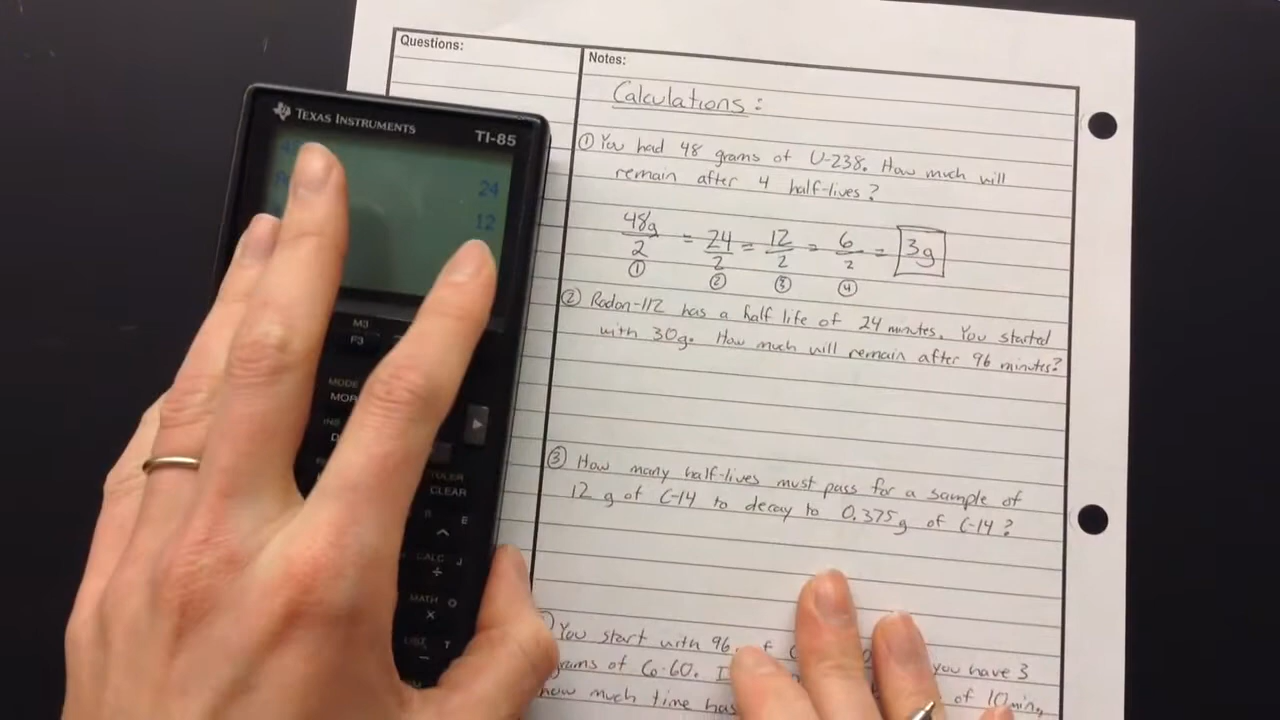 Questions:
Notes:
Calculations:
① You had 48 grams of U-238. How much will
remain after 4 half-lives?
48g/2 = 24/2 = 12/2 = 6/2 = 3g
① ② ③ ④
② Radon-112 has a half life of 24 minutes. You started
with 30g. How much will remain after 96 minutes?
③ How many half-lives must pass for a sample of
12 g of C-14 to decay to 0.375g of C-14?
You start with 96 you have 3
grams of Co-60. of 10 min,
how much time has
TEXAS INSTRUMENTS
TI-85
24
12
M3
F3
MODE
CLEAR
E
CALC J
÷
MATH O
×
T
−